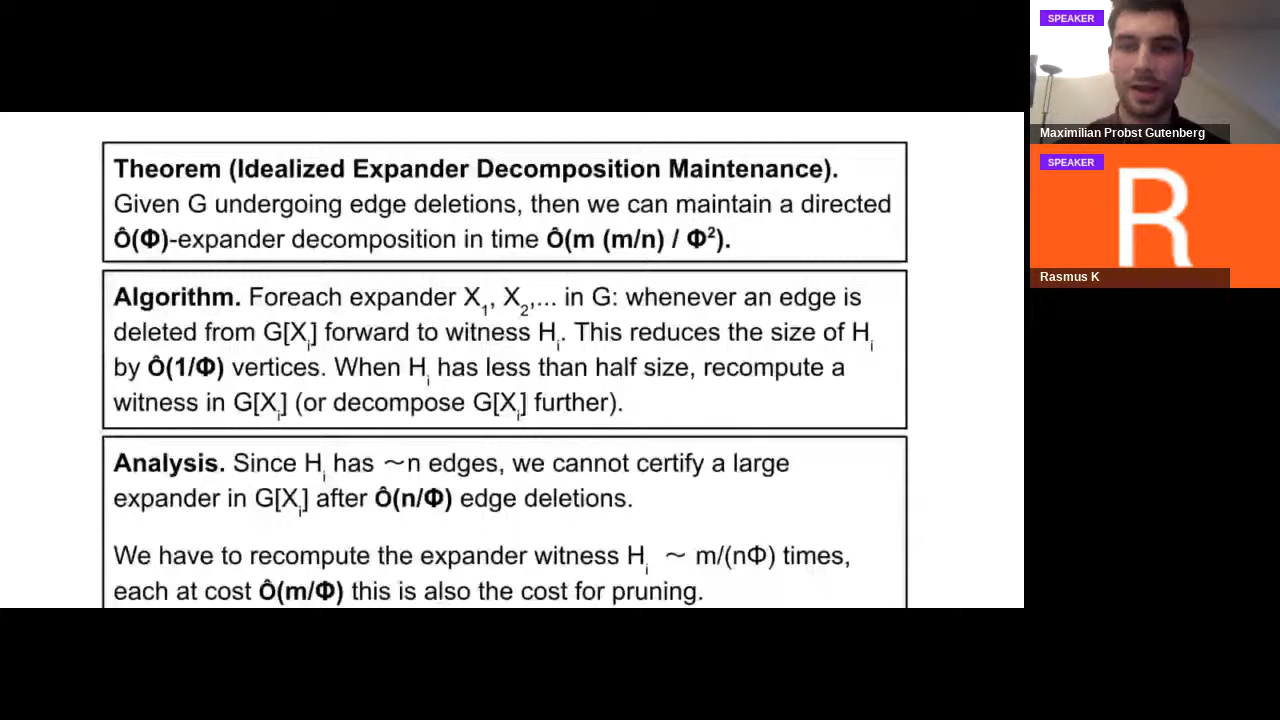 Theorem (Idealized Expander Decomposition Maintenance).
Given G undergoing edge deletions, then we can maintain a directed
Ô(Φ)-expander decomposition in time Ô(m (m/n) / Φ²).
Algorithm. Foreach expander X₁, X₂,... in G: whenever an edge is
deleted from G[Xᵢ] forward to witness Hᵢ. This reduces the size of Hᵢ
by Ô(1/Φ) vertices. When Hᵢ has less than half size, recompute a
witness in G[Xᵢ] (or decompose G[Xᵢ] further).
Analysis. Since Hᵢ has ~n edges, we cannot certify a large
expander in G[Xᵢ] after Ô(n/Φ) edge deletions.
We have to recompute the expander witness Hᵢ ~ m/(nΦ) times,
each at cost Ô(m/Φ) this is also the cost for pruning.
SPEAKER
Maximilian Probst Gutenberg
SPEAKER
R
Rasmus K